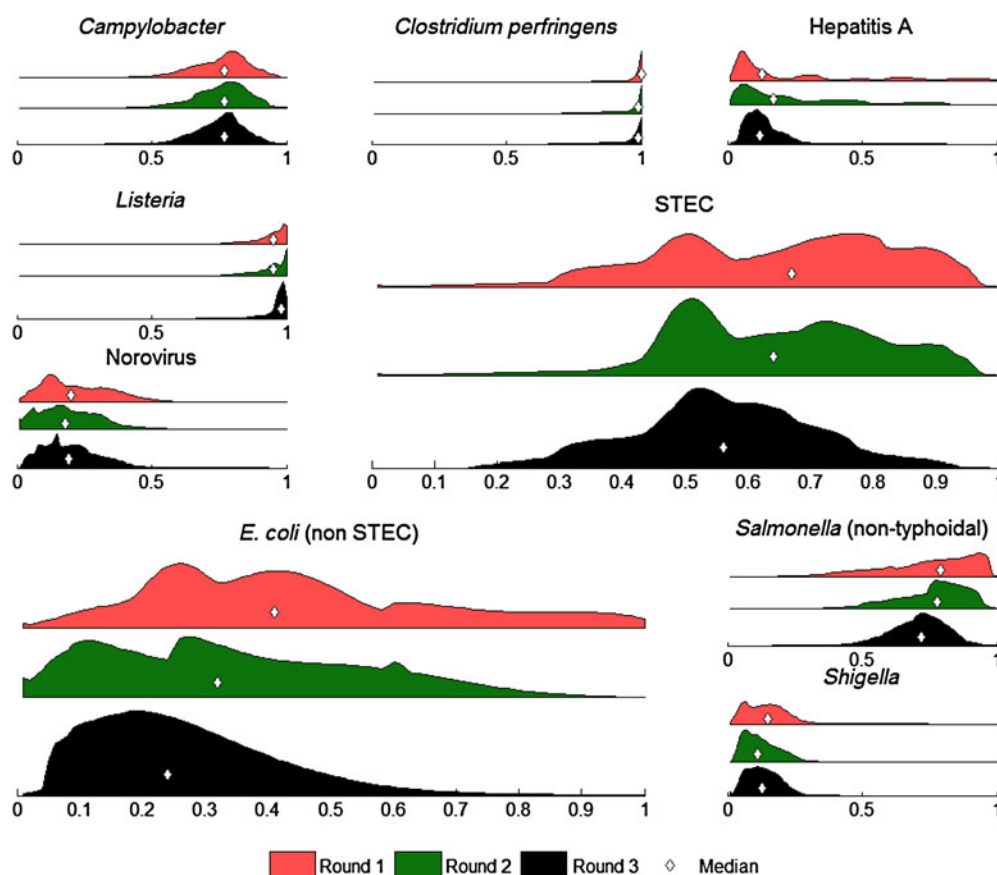 Campylobacter
Clostridium perfringens
Hepatitis A
0 0.5 1
0 0.5 1
0 0.5 1
Listeria
STEC
0 0.5 1
Norovirus
0 0.5 1
0 0.1 0.2 0.3 0.4 0.5 0.6 0.7 0.8 0.9 1
E. coli (non STEC)
Salmonella (non-typhoidal)
0 0.5 1
Shigella
0 0.1 0.2 0.3 0.4 0.5 0.6 0.7 0.8 0.9 1
0 0.5 1
Round 1 Round 2 Round 3 Median